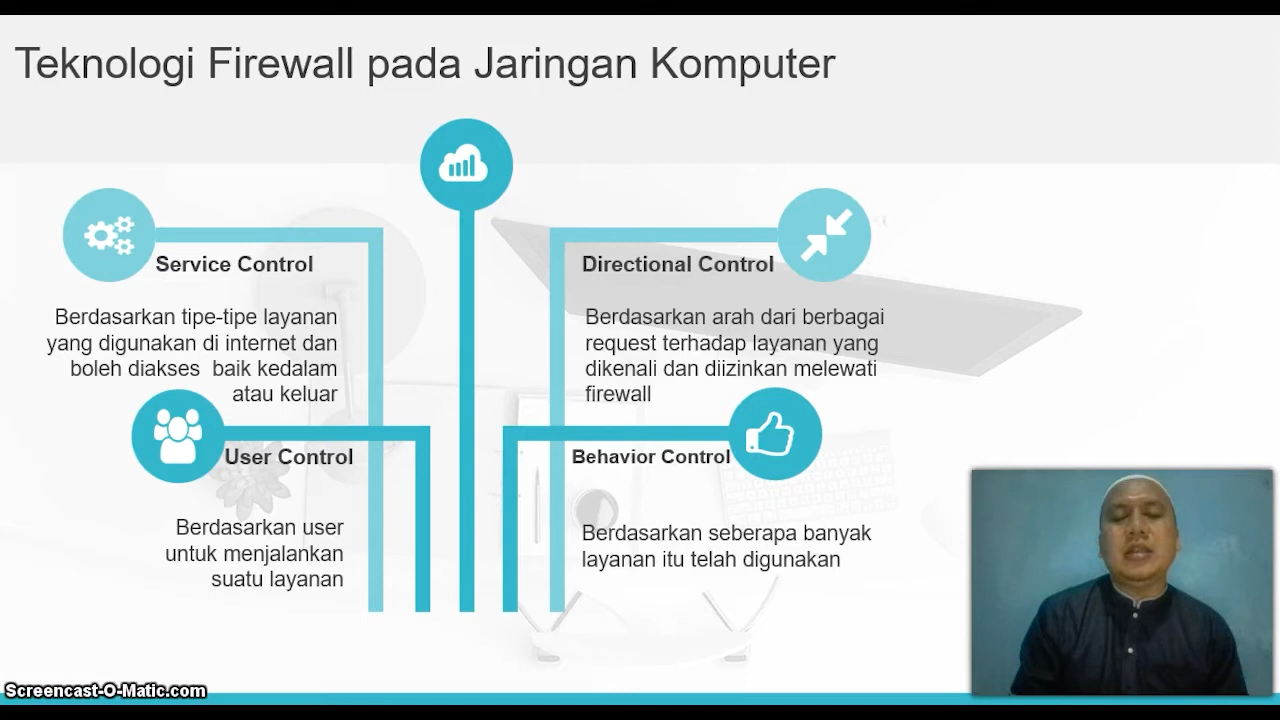 Teknologi Firewall pada Jaringan Komputer
Service Control
Berdasarkan tipe-tipe layanan
yang digunakan di internet dan
boleh diakses  baik kedalam
atau keluar
Directional Control
Berdasarkan arah dari berbagai
request terhadap layanan yang
dikenali dan diizinkan melewati
firewall
User Control
Berdasarkan user
untuk menjalankan
suatu layanan
Behavior Control
Berdasarkan seberapa banyak
layanan itu telah digunakan
Screencast-O-Matic.com